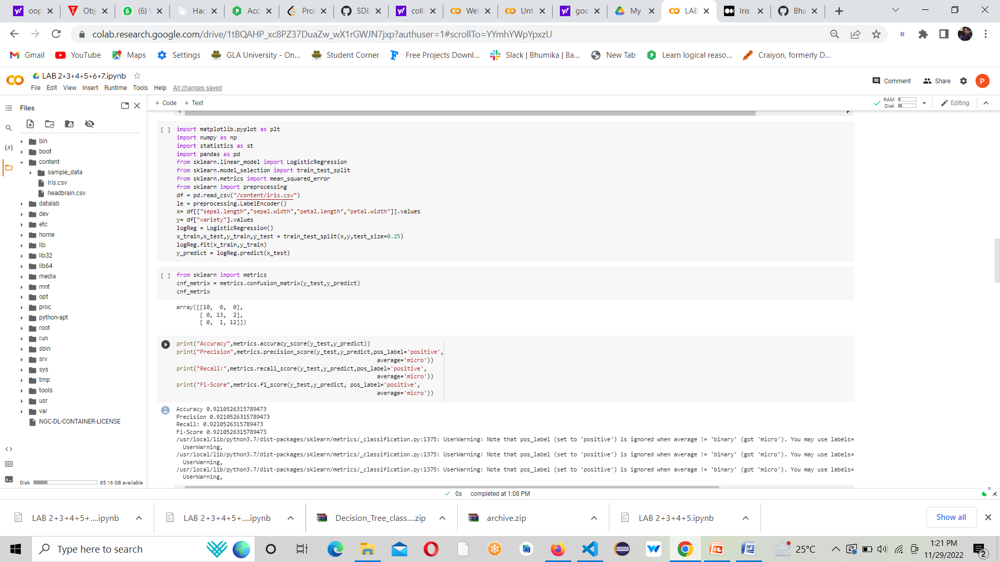 oop
Obj
(6) \
Hac
Acc
Pro
SDE
coll
Wel
Unt
goo
My
LAB
Iris
Bha
colab.research.google.com/drive/1tBQAHP_xc8PZ37DuaZw_wX1rGWJN7jxp?authuser=1#scrollTo=YYmhYWpYpxzU
Gmail
YouTube
Maps
Settings
GLA University - On...
Student Corner
Free Projects Downl...
Slack | Bhumika | Ba...
New Tab
Learn logical reaso...
Craiyon, formerly D...
LAB 2+3+4+5+6+7.ipynb
File Edit View Insert Runtime Tools Help All changes saved
Comment
Share
P
Files
+ Code + Text
RAM
Disk
Editing
bin
boot
content
sample_data
Iris.csv
headbrain.csv
datalab
dev
etc
home
lib
lib32
lib64
media
mnt
opt
proc
python-apt
root
run
sbin
srv
sys
tmp
tools
usr
var
NGC-DL-CONTAINER-LICENSE
Disk 85.16 GB available
[ ] import matplotlib.pyplot as plt
import numpy as np
import statistics as st
import pandas as pd
from sklearn.linear_model import LogisticRegression
from sklearn.model_selection import train_test_split
from sklearn.metrics import mean_squared_error
from sklearn import preprocessing
df = pd.read_csv("/content/iris.csv")
le = preprocessing.LabelEncoder()
x= df[["sepal.length","sepal.width","petal.length","petal.width"]].values
y= df["variety"].values
logReg = LogisticRegression()
x_train,x_test,y_train,y_test = train_test_split(x,y,test_size=0.25)
logReg.fit(x_train,y_train)
y_predict = logReg.predict(x_test)
[ ] from sklearn import metrics
cnf_metrix = metrics.confusion_matrix(y_test,y_predict)
cnf_metrix
array([[10,  0,  0],
[ 0, 13,  2],
[ 0,  1, 12]])
print("Accuracy",metrics.accuracy_score(y_test,y_predict))
print("Precision",metrics.precision_score(y_test,y_predict,pos_label='positive',
average='micro'))
print("Recall:",metrics.recall_score(y_test,y_predict,pos_label='positive',
average='micro'))
print("Fi-Score",metrics.f1_score(y_test,y_predict, pos_label='positive',
average='micro'))
Accuracy 0.9210526315789473
Precision 0.9210526315789473
Recall: 0.9210526315789473
Fi-Score 0.9210526315789473
/usr/local/lib/python3.7/dist-packages/sklearn/metrics/_classification.py:1375: UserWarning: Note that pos_label (set to 'positive') is ignored when average != 'binary' (got 'micro'). You may use labels=
UserWarning,
/usr/local/lib/python3.7/dist-packages/sklearn/metrics/_classification.py:1375: UserWarning: Note that pos_label (set to 'positive') is ignored when average != 'binary' (got 'micro'). You may use labels=
UserWarning,
/usr/local/lib/python3.7/dist-packages/sklearn/metrics/_classification.py:1375: UserWarning: Note that pos_label (set to 'positive') is ignored when average != 'binary' (got 'micro'). You may use labels=
UserWarning,
0s completed at 1:08 PM
LAB 2+3+4+5+....ipynb
LAB 2+3+4+5+....ipynb
Decision_Tree_class....zip
archive.zip
LAB 2+3+4+5.ipynb
Show all
Type here to search
25°C
1:21 PM
11/29/2022
2